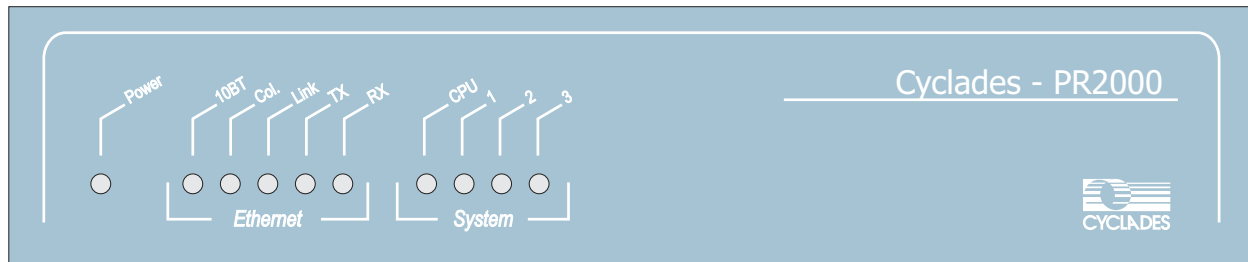 Cyclades - PR2000
Power
10BT
Col.
Link
TX
RX
CPU
1
2
3
Ethernet
System
CYCLADES